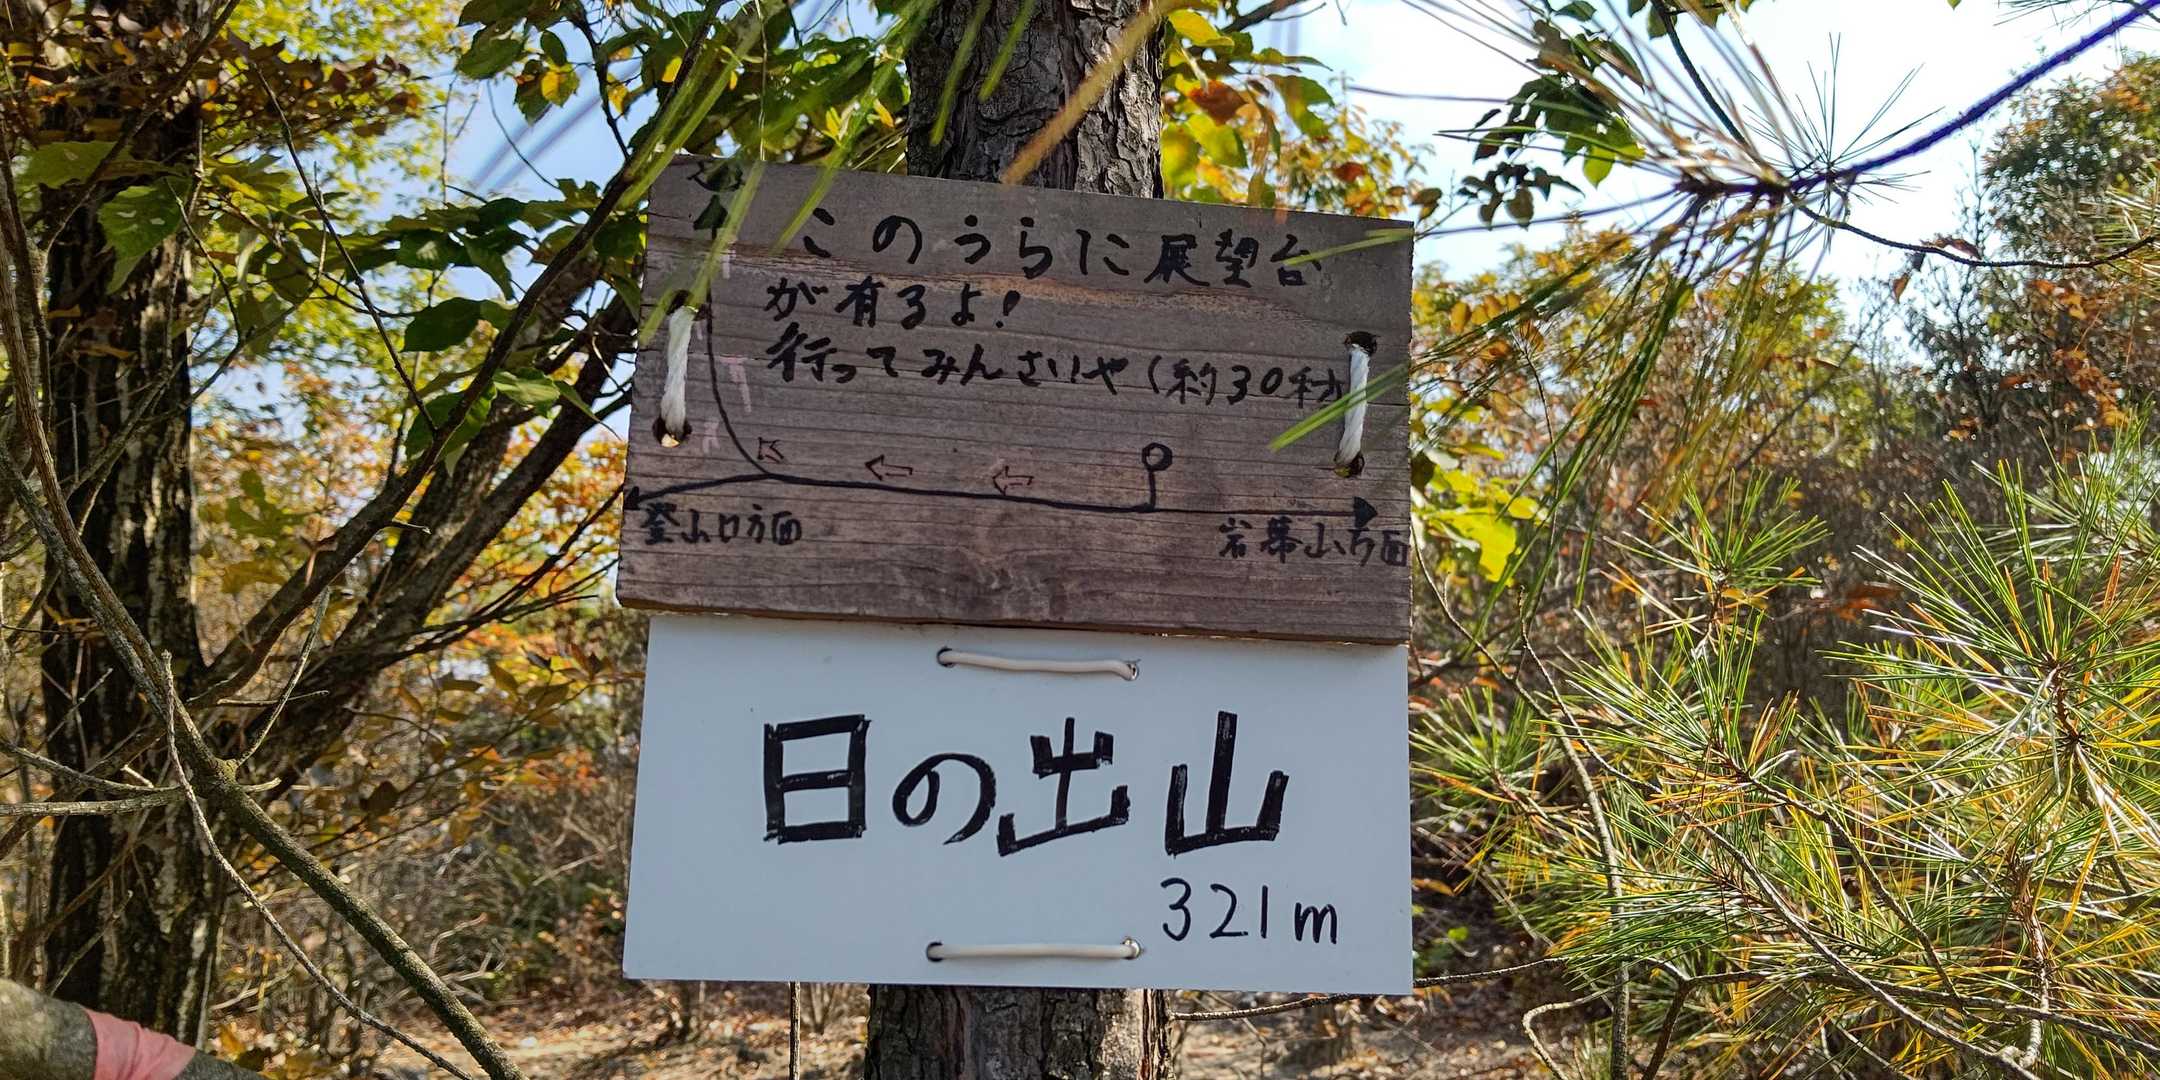 このうらに展望台
が有るよ!
行ってみんさいや(約30秒)
登山口方面
岩幕山方面
日の出山
321m